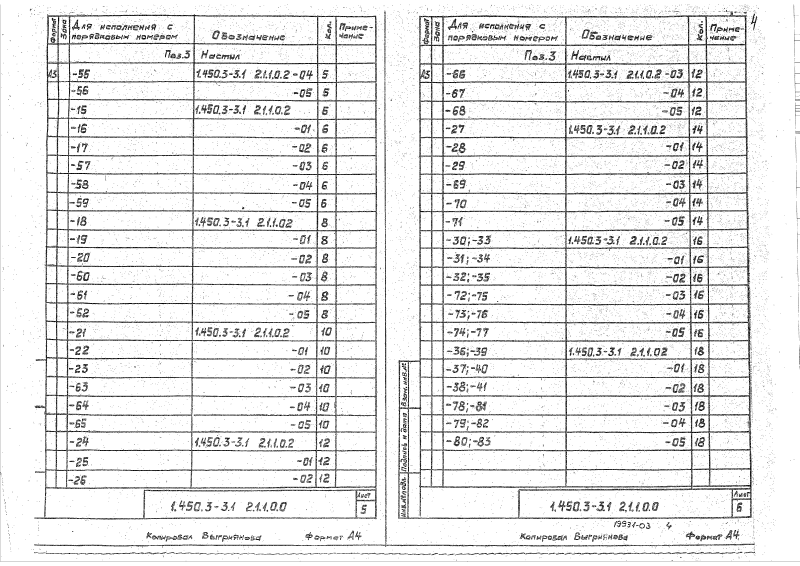 4
Формат Зона Для исполнения с порядковым номером Обозначение Кол. Примечание
Поз.3 Настил
А5 -55 1.450.3-3.1 2.1.1.0.2-04 5
-56 -05 5
-15 1.450.3-3.1 2.1.1.0.2 6
-16 -01 6
-17 -02 6
-57 -03 6
-58 -04 6
-59 -05 6
-18 1.450.3-3.1 2.1.1.02 8
-19 -01 8
-20 -02 8
-60 -03 8
-61 -04 8
-62 -05 8
-21 1.450.3-3.1 2.1.1.0.2 10
-22 -01 10
-23 -02 10
-63 -03 10
-64 -04 10
-65 -05 10
-24 1.450.3-3.1 2.1.1.0.2 12
-25 -01 12
-26 -02 12
1.450.3-3.1 2.1.1.0.0 Лист 5
Копировал Выгриянова Формат А4
Формат Зона Для исполнения с порядковым номером Обозначение Кол. Примечание
Поз.3 Настил
А5 -66 1.450.3-3.1 2.1.1.0.2-03 12
-67 -04 12
-68 -05 12
-27 1.450.3-3.1 2.1.1.0.2 14
-28 -01 14
-29 -02 14
-69 -03 14
-70 -04 14
-71 -05 14
-30;-33 1.450.3-3.1 2.1.1.0.2 16
-31;-34 -01 16
-32;-35 -02 16
-72;-75 -03 16
-73;-76 -04 16
-74;-77 -05 16
-36;-39 1.450.3-3.1 2.1.1.02 18
-37;-40 -01 18
-38;-41 -02 18
-78;-81 -03 18
-79;-82 -04 18
-80;-83 -05 18
Инв.№подл. Подпись и дата Взам.инв.№
1.450.3-3.1 2.1.1.0.0 Лист 6
19931-03 4
Копировал Выгриянова Формат А4